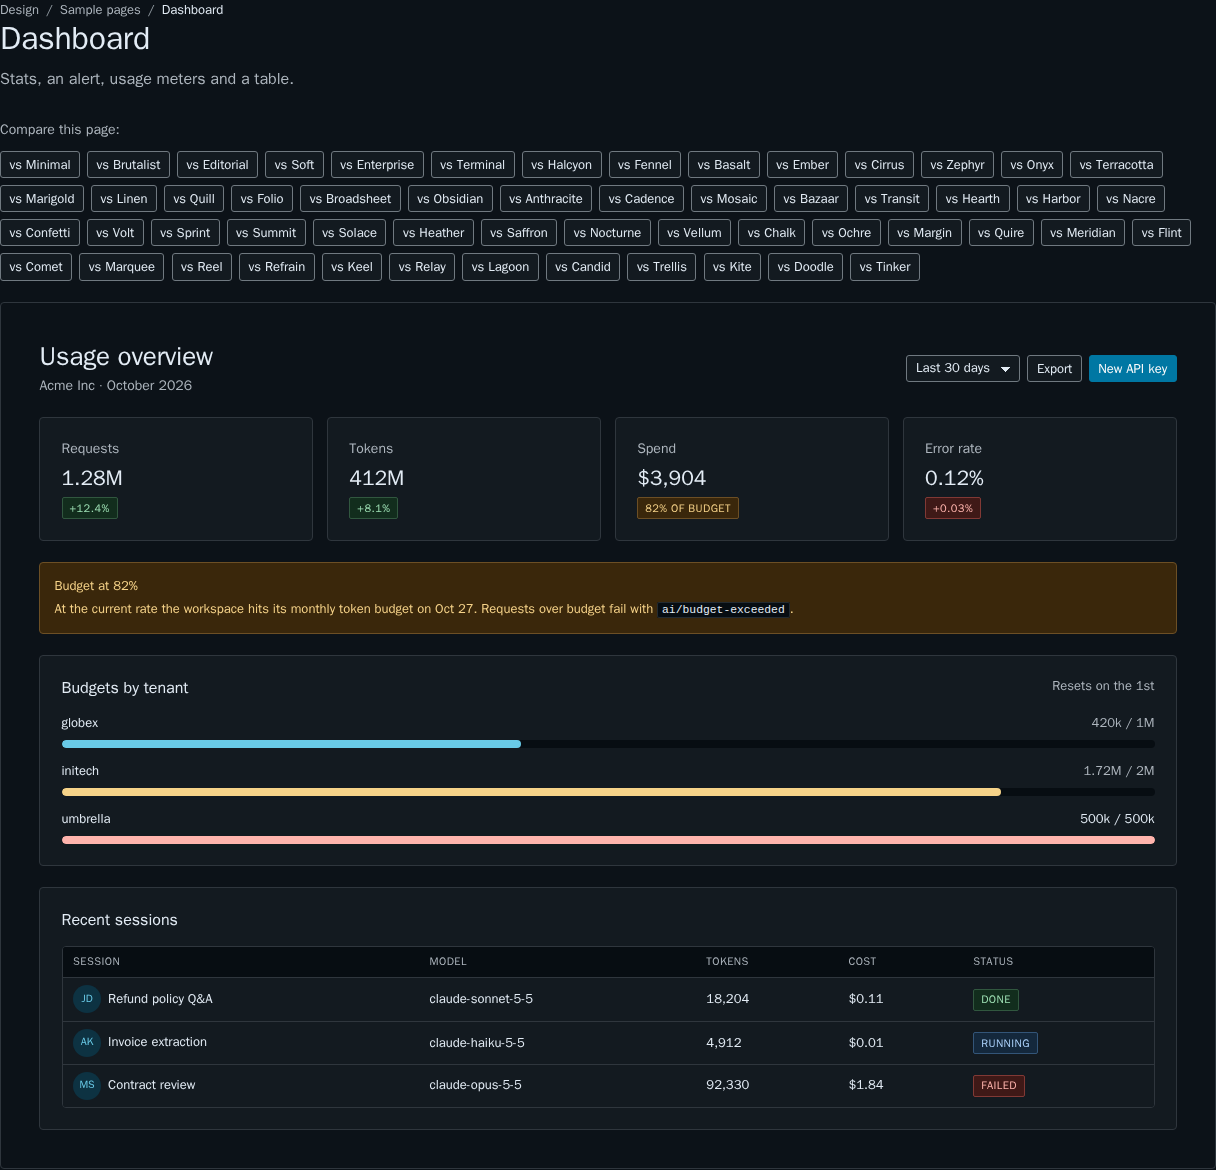 Design / Sample pages / Dashboard
Dashboard
Stats, an alert, usage meters and a table.
Compare this page:
vs Minimal vs Brutalist vs Editorial vs Soft vs Enterprise vs Terminal vs Halcyon vs Fennel vs Basalt vs Ember vs Cirrus vs Zephyr vs Onyx vs Terracotta
vs Marigold vs Linen vs Quill vs Folio vs Broadsheet vs Obsidian vs Anthracite vs Cadence vs Mosaic vs Bazaar vs Transit vs Hearth vs Harbor vs Nacre
vs Confetti vs Volt vs Sprint vs Summit vs Solace vs Heather vs Saffron vs Nocturne vs Vellum vs Chalk vs Ochre vs Margin vs Quire vs Meridian vs Flint
vs Comet vs Marquee vs Reel vs Refrain vs Keel vs Relay vs Lagoon vs Candid vs Trellis vs Kite vs Doodle vs Tinker
Usage overview
Acme Inc · October 2026
Last 30 days Export New API key
Requests Tokens Spend Error rate
1.28M 412M $3,904 0.12%
+12.4% +8.1% 82% OF BUDGET +0.03%
Budget at 82%
At the current rate the workspace hits its monthly token budget on Oct 27. Requests over budget fail with ai/budget-exceeded.
Budgets by tenant Resets on the 1st
globex 420k / 1M
initech 1.72M / 2M
umbrella 500k / 500k
Recent sessions
SESSION MODEL TOKENS COST STATUS
JD Refund policy Q&A claude-sonnet-5-5 18,204 $0.11 DONE
AK Invoice extraction claude-haiku-5-5 4,912 $0.01 RUNNING
MS Contract review claude-opus-5-5 92,330 $1.84 FAILED